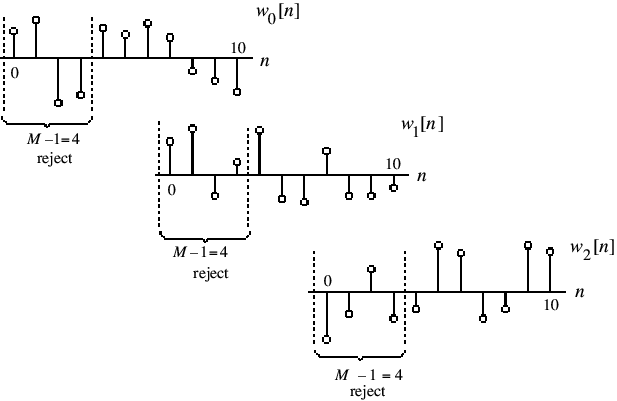 w0[n]
10
0
n
M –1=4
reject
w1[n]
10
0
n
M –1=4
reject
w2[n]
0
n
10
M –1=4
reject